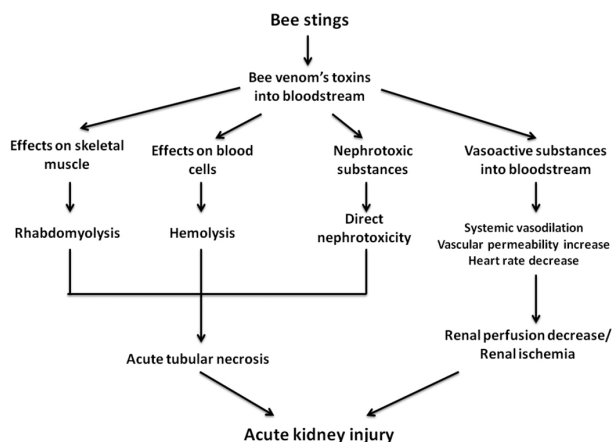 Bee stings
Bee venom's toxins
into bloodstream
Effects on skeletal
muscle
Effects on blood
cells
Nephrotoxic
substances
Vasoactive substances
into bloodstream
Rhabdomyolysis
Hemolysis
Direct
nephrotoxicity
Systemic vasodilation
Vascular permeability increase
Heart rate decrease
Acute tubular necrosis
Renal perfusion decrease/
Renal ischemia
Acute kidney injury